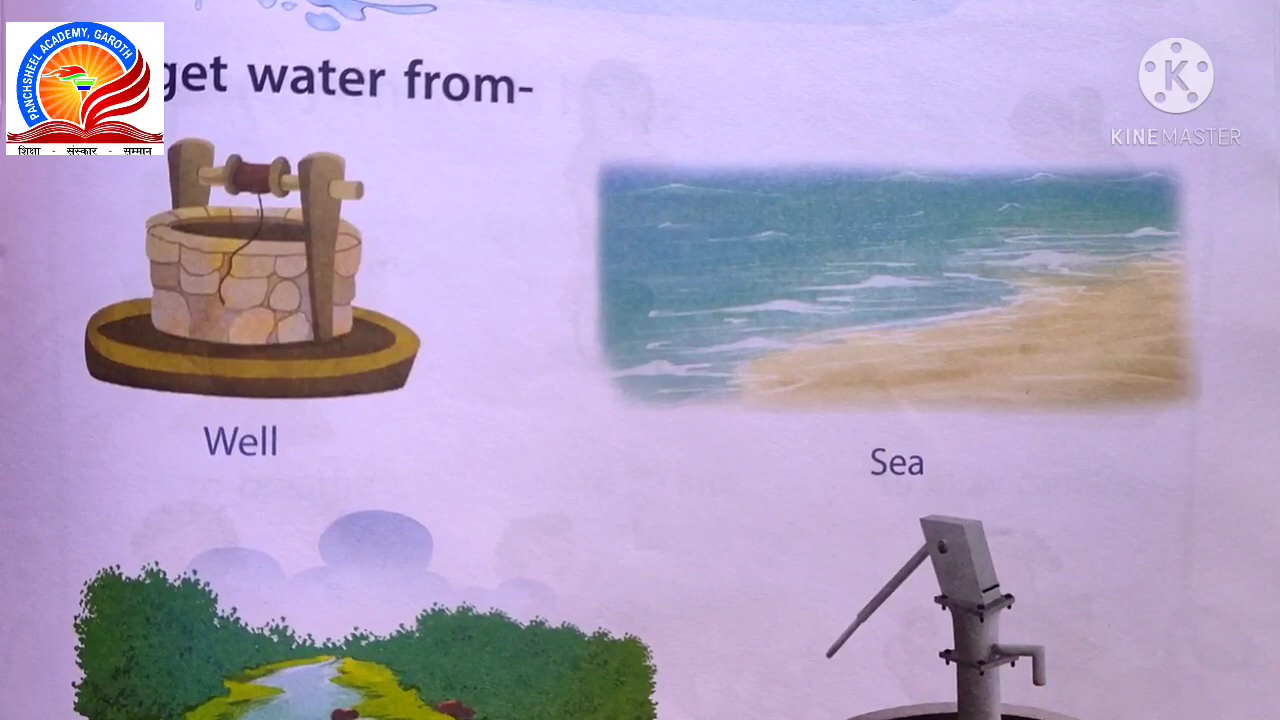 PANCHSHEEL ACADEMY, GAROTH
शिक्षा - संस्कार - सम्मान
get water from-
K
KINEMASTER
Well
Sea